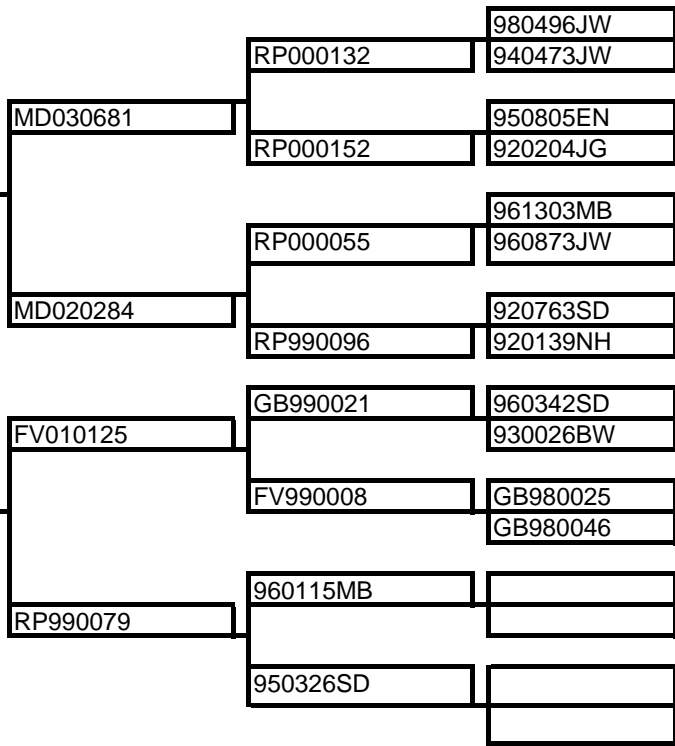 980496JW
RP000132
940473JW
MD030681
950805EN
RP000152
920204JG
961303MB
RP000055
960873JW
MD020284
920763SD
RP990096
920139NH
GB990021
960342SD
FV010125
930026BW
FV990008
GB980025
GB980046
960115MB
RP990079
950326SD